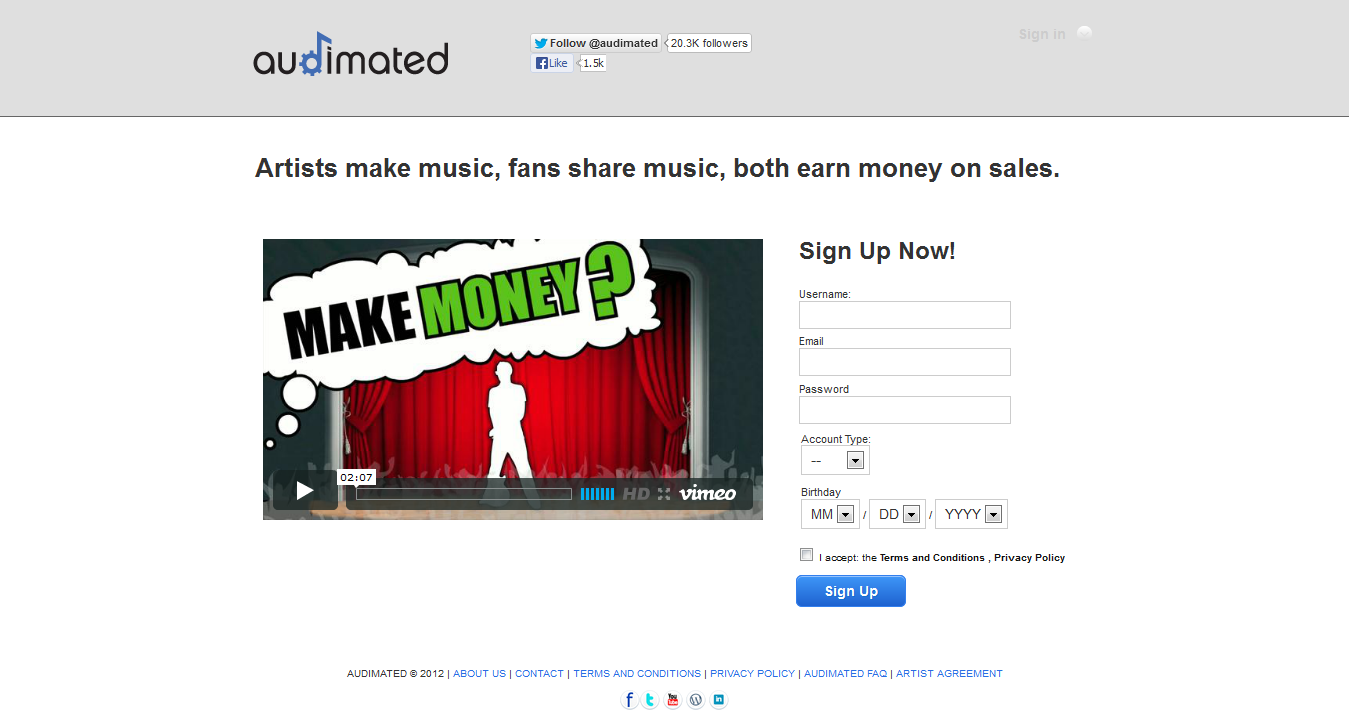 audimated
Follow @audimated 20.3K followers
Like 1.5k
Sign in
Artists make music, fans share music, both earn money on sales.
MAKE MONEY?
02:07
HD vimeo
Sign Up Now!
Username:
Email
Password
Account Type:
--
Birthday
MM / DD / YYYY
I accept: the Terms and Conditions , Privacy Policy
Sign Up
AUDIMATED © 2012 | ABOUT US | CONTACT | TERMS AND CONDITIONS | PRIVACY POLICY | AUDIMATED FAQ | ARTIST AGREEMENT
f t You Tube W in